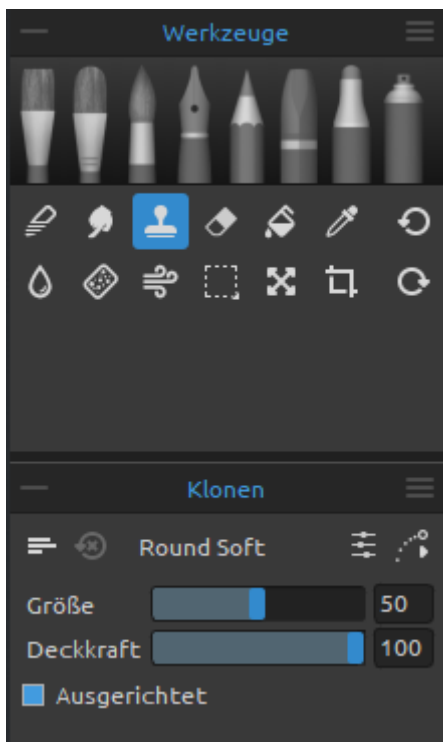 Werkzeuge
Klonen
Round Soft
Größe 50
Deckkraft 100
Ausgerichtet